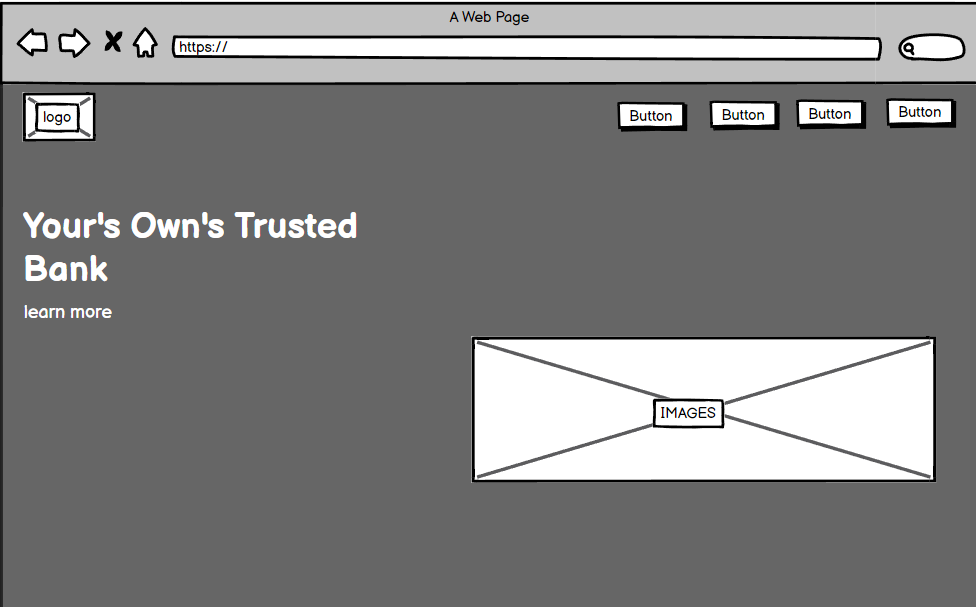 A Web Page
https://
logo
Button Button Button Button
Your's Own's Trusted
Bank
learn more
IMAGES